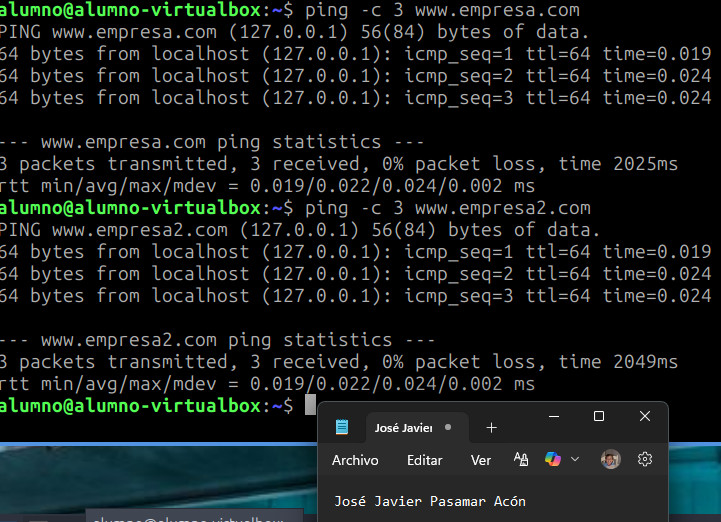 alumno@alumno-virtualbox:~$ ping -c 3 www.empresa.com
PING www.empresa.com (127.0.0.1) 56(84) bytes of data.
64 bytes from localhost (127.0.0.1): icmp_seq=1 ttl=64 time=0.019
64 bytes from localhost (127.0.0.1): icmp_seq=2 ttl=64 time=0.024
64 bytes from localhost (127.0.0.1): icmp_seq=3 ttl=64 time=0.024
--- www.empresa.com ping statistics ---
3 packets transmitted, 3 received, 0% packet loss, time 2025ms
rtt min/avg/max/mdev = 0.019/0.022/0.024/0.002 ms
alumno@alumno-virtualbox:~$ ping -c 3 www.empresa2.com
PING www.empresa2.com (127.0.0.1) 56(84) bytes of data.
64 bytes from localhost (127.0.0.1): icmp_seq=1 ttl=64 time=0.019
64 bytes from localhost (127.0.0.1): icmp_seq=2 ttl=64 time=0.024
64 bytes from localhost (127.0.0.1): icmp_seq=3 ttl=64 time=0.024
--- www.empresa2.com ping statistics ---
3 packets transmitted, 3 received, 0% packet loss, time 2049ms
rtt min/avg/max/mdev = 0.019/0.022/0.024/0.002 ms
alumno@alumno-virtualbox:~$
José Javier
Archivo Editar Ver
José Javier Pasamar Acón
alumno@alumno-virtualbox: